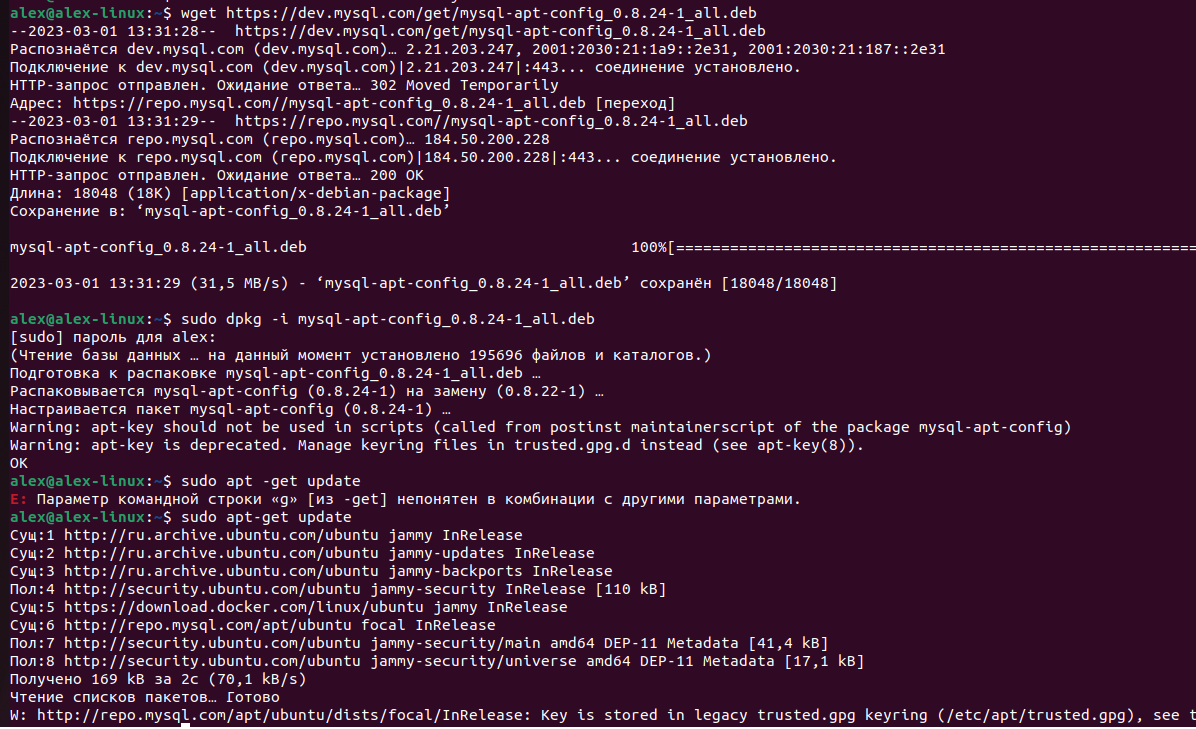 alex@alex-linux:~$ wget https://dev.mysql.com/get/mysql-apt-config_0.8.24-1_all.deb
--2023-03-01 13:31:28--  https://dev.mysql.com/get/mysql-apt-config_0.8.24-1_all.deb
Распознаётся dev.mysql.com (dev.mysql.com)… 2.21.203.247, 2001:2030:21:1a9::2e31, 2001:2030:21:187::2e31
Подключение к dev.mysql.com (dev.mysql.com)|2.21.203.247|:443... соединение установлено.
HTTP-запрос отправлен. Ожидание ответа… 302 Moved Temporarily
Адрес: https://repo.mysql.com//mysql-apt-config_0.8.24-1_all.deb [переход]
--2023-03-01 13:31:29--  https://repo.mysql.com//mysql-apt-config_0.8.24-1_all.deb
Распознаётся repo.mysql.com (repo.mysql.com)… 184.50.200.228
Подключение к repo.mysql.com (repo.mysql.com)|184.50.200.228|:443... соединение установлено.
HTTP-запрос отправлен. Ожидание ответа… 200 OK
Длина: 18048 (18K) [application/x-debian-package]
Сохранение в: ‘mysql-apt-config_0.8.24-1_all.deb’
mysql-apt-config_0.8.24-1_all.deb 100%[==========================================================
2023-03-01 13:31:29 (31,5 MB/s) - ‘mysql-apt-config_0.8.24-1_all.deb’ сохранён [18048/18048]
alex@alex-linux:~$ sudo dpkg -i mysql-apt-config_0.8.24-1_all.deb
[sudo] пароль для alex:
(Чтение базы данных … на данный момент установлено 195696 файлов и каталогов.)
Подготовка к распаковке mysql-apt-config_0.8.24-1_all.deb …
Распаковывается mysql-apt-config (0.8.24-1) на замену (0.8.22-1) …
Настраивается пакет mysql-apt-config (0.8.24-1) …
Warning: apt-key should not be used in scripts (called from postinst maintainerscript of the package mysql-apt-config)
Warning: apt-key is deprecated. Manage keyring files in trusted.gpg.d instead (see apt-key(8)).
OK
alex@alex-linux:~$ sudo apt -get update
E: Параметр командной строки «g» [из -get] непонятен в комбинации с другими параметрами.
alex@alex-linux:~$ sudo apt-get update
Сущ:1 http://ru.archive.ubuntu.com/ubuntu jammy InRelease
Сущ:2 http://ru.archive.ubuntu.com/ubuntu jammy-updates InRelease
Сущ:3 http://ru.archive.ubuntu.com/ubuntu jammy-backports InRelease
Пол:4 http://security.ubuntu.com/ubuntu jammy-security InRelease [110 kB]
Сущ:5 https://download.docker.com/linux/ubuntu jammy InRelease
Сущ:6 http://repo.mysql.com/apt/ubuntu focal InRelease
Пол:7 http://security.ubuntu.com/ubuntu jammy-security/main amd64 DEP-11 Metadata [41,4 kB]
Пол:8 http://security.ubuntu.com/ubuntu jammy-security/universe amd64 DEP-11 Metadata [17,1 kB]
Получено 169 kB за 2с (70,1 kB/s)
Чтение списков пакетов… Готово
W: http://repo.mysql.com/apt/ubuntu/dists/focal/InRelease: Key is stored in legacy trusted.gpg keyring (/etc/apt/trusted.gpg), see t